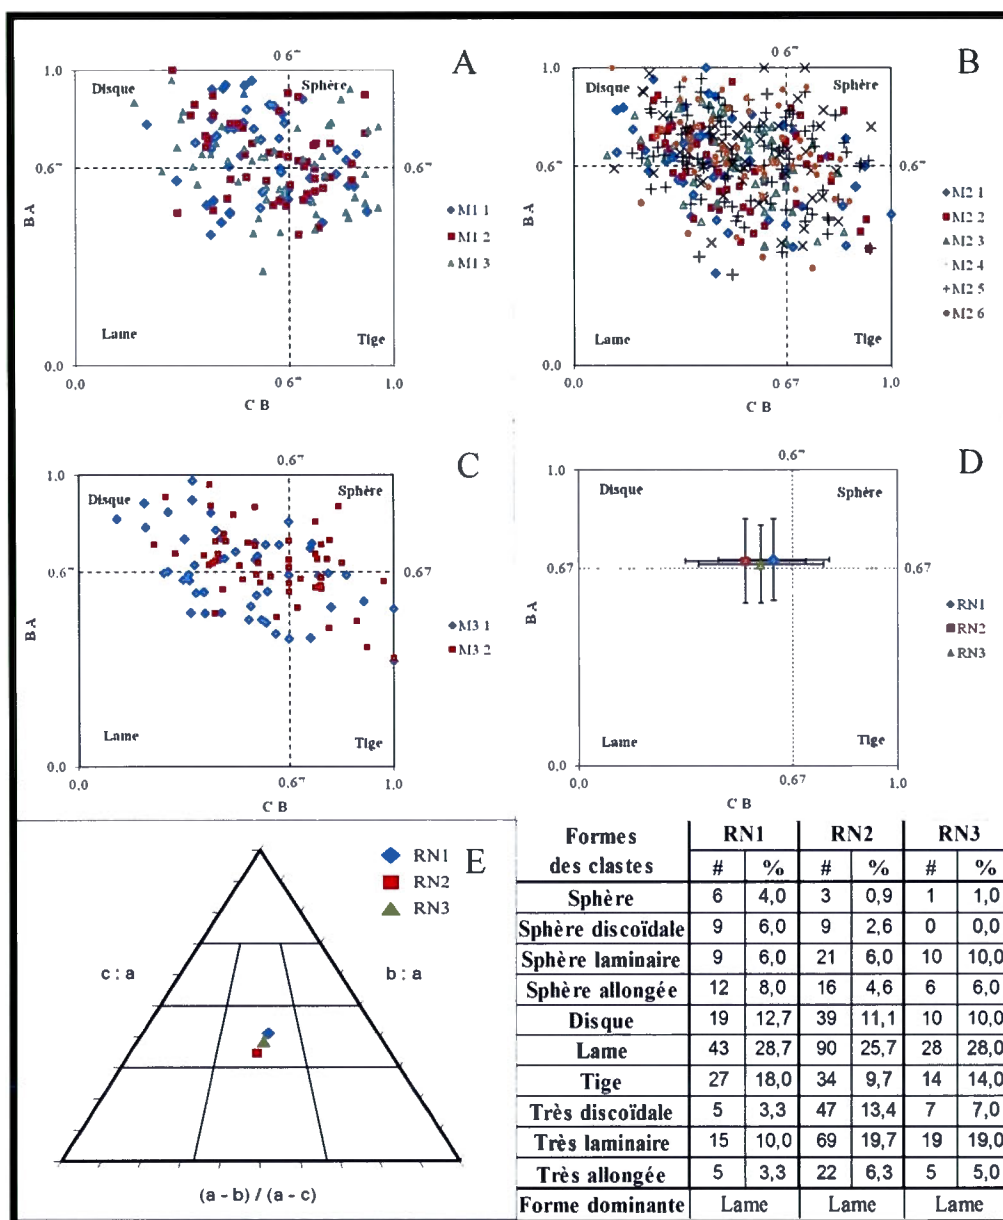 A
0 6
1.0
Disque
Sphère
0.6
B A
M1 1
M1 2
M1 3
Lame
Tige
0.0
0,0
0 6
1.0
C B
B
0 67
1.0
Disque
Sphère
0.6
0.67
B A
M2 1
M2 2
M2 3
M2 4
M2 5
M2 6
Lame
Tige
0.0
0,0
0 67
1.0
C B
C
0.6
1.0
Disque
Sphère
0.6
0,67
B A
M3 1
M3 2
Lame
Tige
0.0
0,0
0,67
1.0
C B
D
0.6
1.0
Disque
Sphère
0,67
0,67
B A
RN1
RN2
RN3
Lame
Tige
0.0
0,0
0,67
1.0
C B
E
RN1
RN2
RN3
c : a
b : a
(a - b) / (a - c)
Formes des clastes RN1 RN2 RN3
# % # % # %
Sphère 6 4,0 3 0,9 1 1,0
Sphère discoïdale 9 6,0 9 2,6 0 0,0
Sphère laminaire 9 6,0 21 6,0 10 10,0
Sphère allongée 12 8,0 16 4,6 6 6,0
Disque 19 12,7 39 11,1 10 10,0
Lame 43 28,7 90 25,7 28 28,0
Tige 27 18,0 34 9,7 14 14,0
Très discoïdale 5 3,3 47 13,4 7 7,0
Très laminaire 15 10,0 69 19,7 19 19,0
Très allongée 5 3,3 22 6,3 5 5,0
Forme dominante Lame Lame Lame